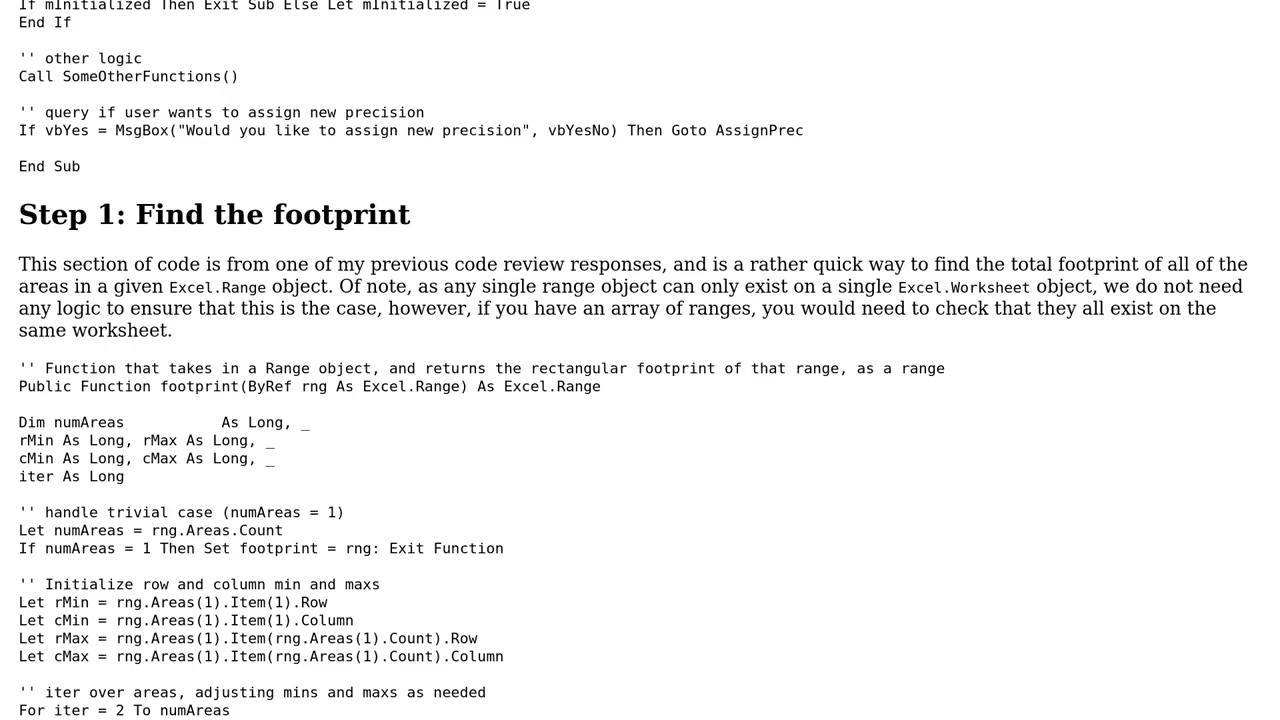 If mInitialized Then Exit Sub Else Let mInitialized = True
End If
'' other logic
Call SomeOtherFunctions()
'' query if user wants to assign new precision
If vbYes = MsgBox("Would you like to assign new precision", vbYesNo) Then Goto AssignPrec
End Sub
Step 1: Find the footprint
This section of code is from one of my previous code review responses, and is a rather quick way to find the total footprint of all of the
areas in a given Excel.Range object. Of note, as any single range object can only exist on a single Excel.Worksheet object, we do not need
any logic to ensure that this is the case, however, if you have an array of ranges, you would need to check that they all exist on the
same worksheet.
'' Function that takes in a Range object, and returns the rectangular footprint of that range, as a range
Public Function footprint(ByRef rng As Excel.Range) As Excel.Range
Dim numAreas           As Long, _
rMin As Long, rMax As Long, _
cMin As Long, cMax As Long, _
iter As Long
'' handle trivial case (numAreas = 1)
Let numAreas = rng.Areas.Count
If numAreas = 1 Then Set footprint = rng: Exit Function
'' Initialize row and column min and maxs
Let rMin = rng.Areas(1).Item(1).Row
Let cMin = rng.Areas(1).Item(1).Column
Let rMax = rng.Areas(1).Item(rng.Areas(1).Count).Row
Let cMax = rng.Areas(1).Item(rng.Areas(1).Count).Column
'' iter over areas, adjusting mins and maxs as needed
For iter = 2 To numAreas